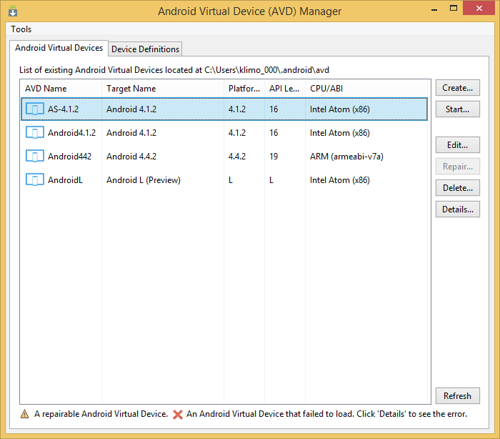 Android Virtual Device (AVD) Manager
Tools
Android Virtual Devices Device Definitions
List of existing Android Virtual Devices located at C:\Users\klimo_000\.android\avd
AVD Name Target Name Platfor... API Le... CPU/ABI Create...
AS-4.1.2 Android 4.1.2 4.1.2 16 Intel Atom (x86) Start...
Android4.1.2 Android 4.1.2 4.1.2 16 Intel Atom (x86)
Edit...
Android442 Android 4.4.2 4.4.2 19 ARM (armeabi-v7a)
Repair...
AndroidL Android L (Preview) L L Intel Atom (x86)
Delete...
Details...
Refresh
A repairable Android Virtual Device. An Android Virtual Device that failed to load. Click 'Details' to see the error.